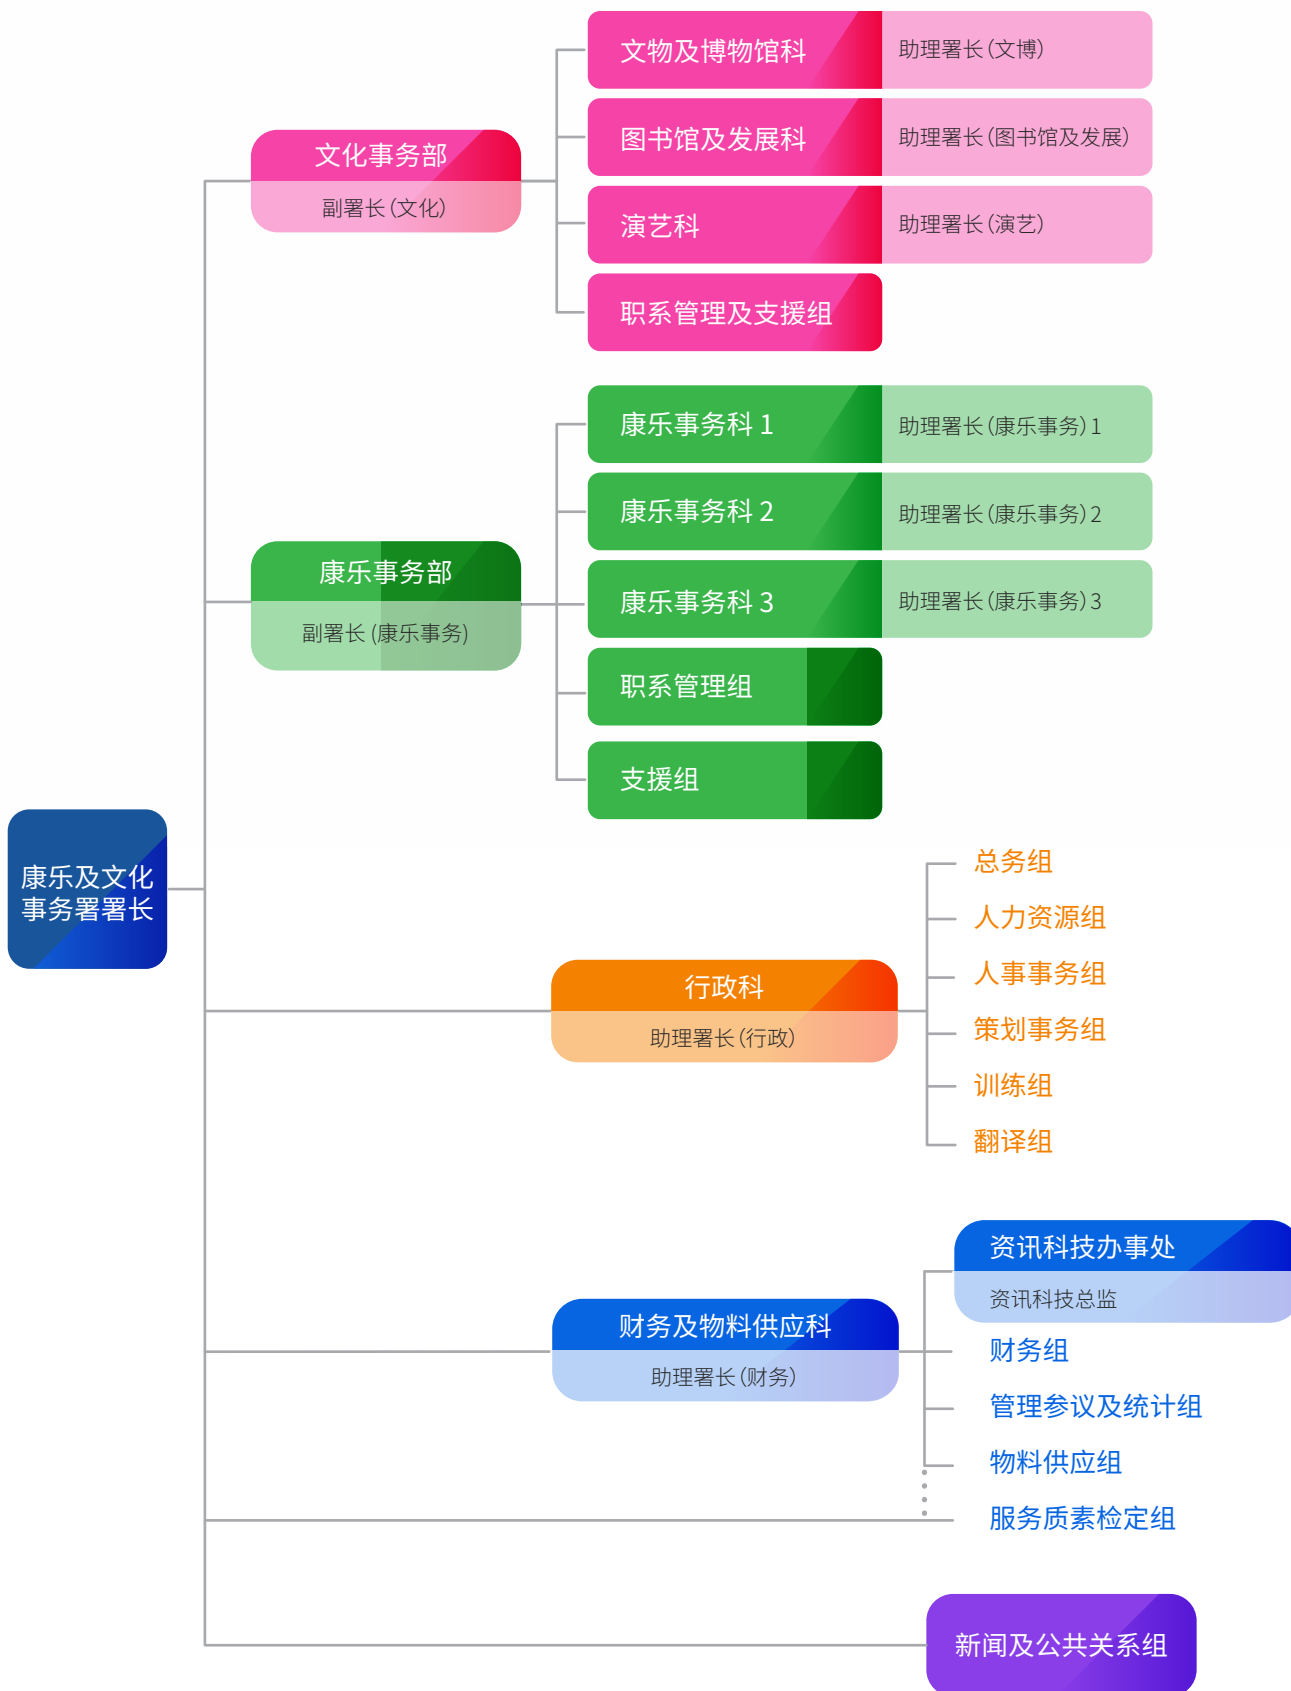 文物及博物馆科
助理署长(文博)
图书馆及发展科
助理署长(图书馆及发展)
文化事务部
副署长(文化)
演艺科
助理署长(演艺)
职系管理及支援组
康乐事务科 1
助理署长(康乐事务)1
康乐事务科 2
助理署长(康乐事务)2
康乐事务部
副署长 (康乐事务)
康乐事务科 3
助理署长(康乐事务)3
职系管理组
支援组
康乐及文化
事务署署长
总务组
人力资源组
人事事务组
行政科
助理署长(行政)
策划事务组
训练组
翻译组
资讯科技办事处
资讯科技总监
财务及物料供应科
助理署长(财务)
财务组
管理参议及统计组
物料供应组
服务质素检定组
新闻及公共关系组